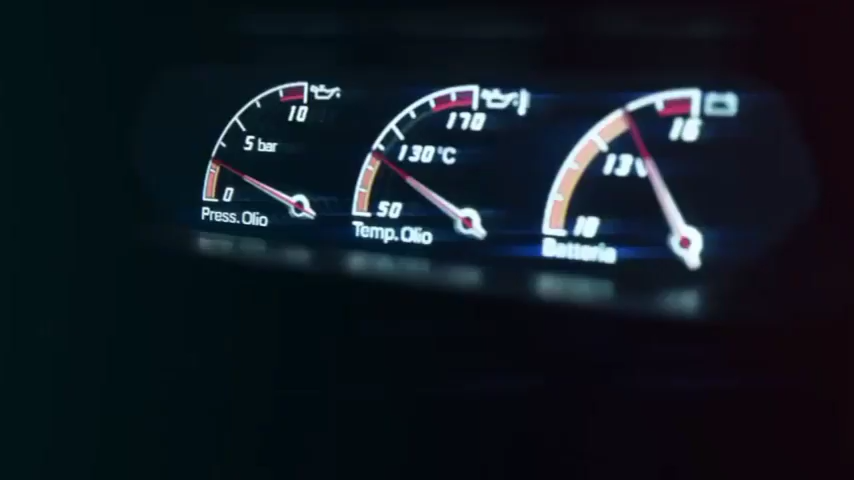 10
5 bar
0
Press. Olio
170
130°C
50
Temp. Olio
16
13V
10
Batteria